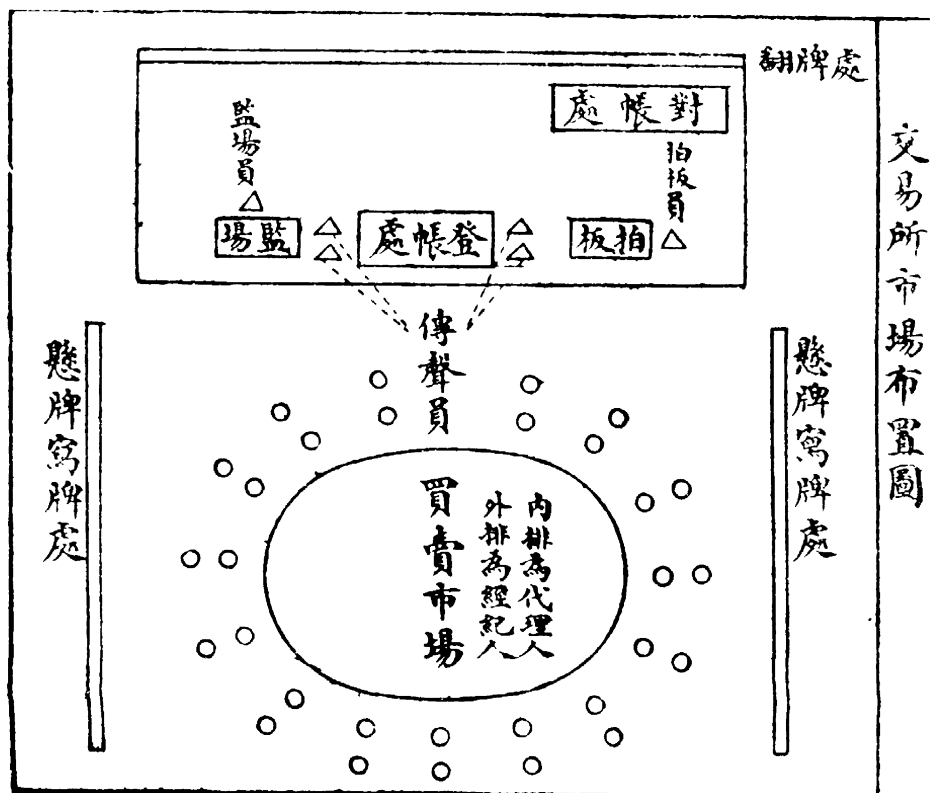 交易所市場布置圖
翻牌處
對帳處
拍板員
拍板
登帳處
監場員
監場
傳聲員
懸牌寫牌處
買賣市場
內排為代理人
外排為經紀人
懸牌寫牌處